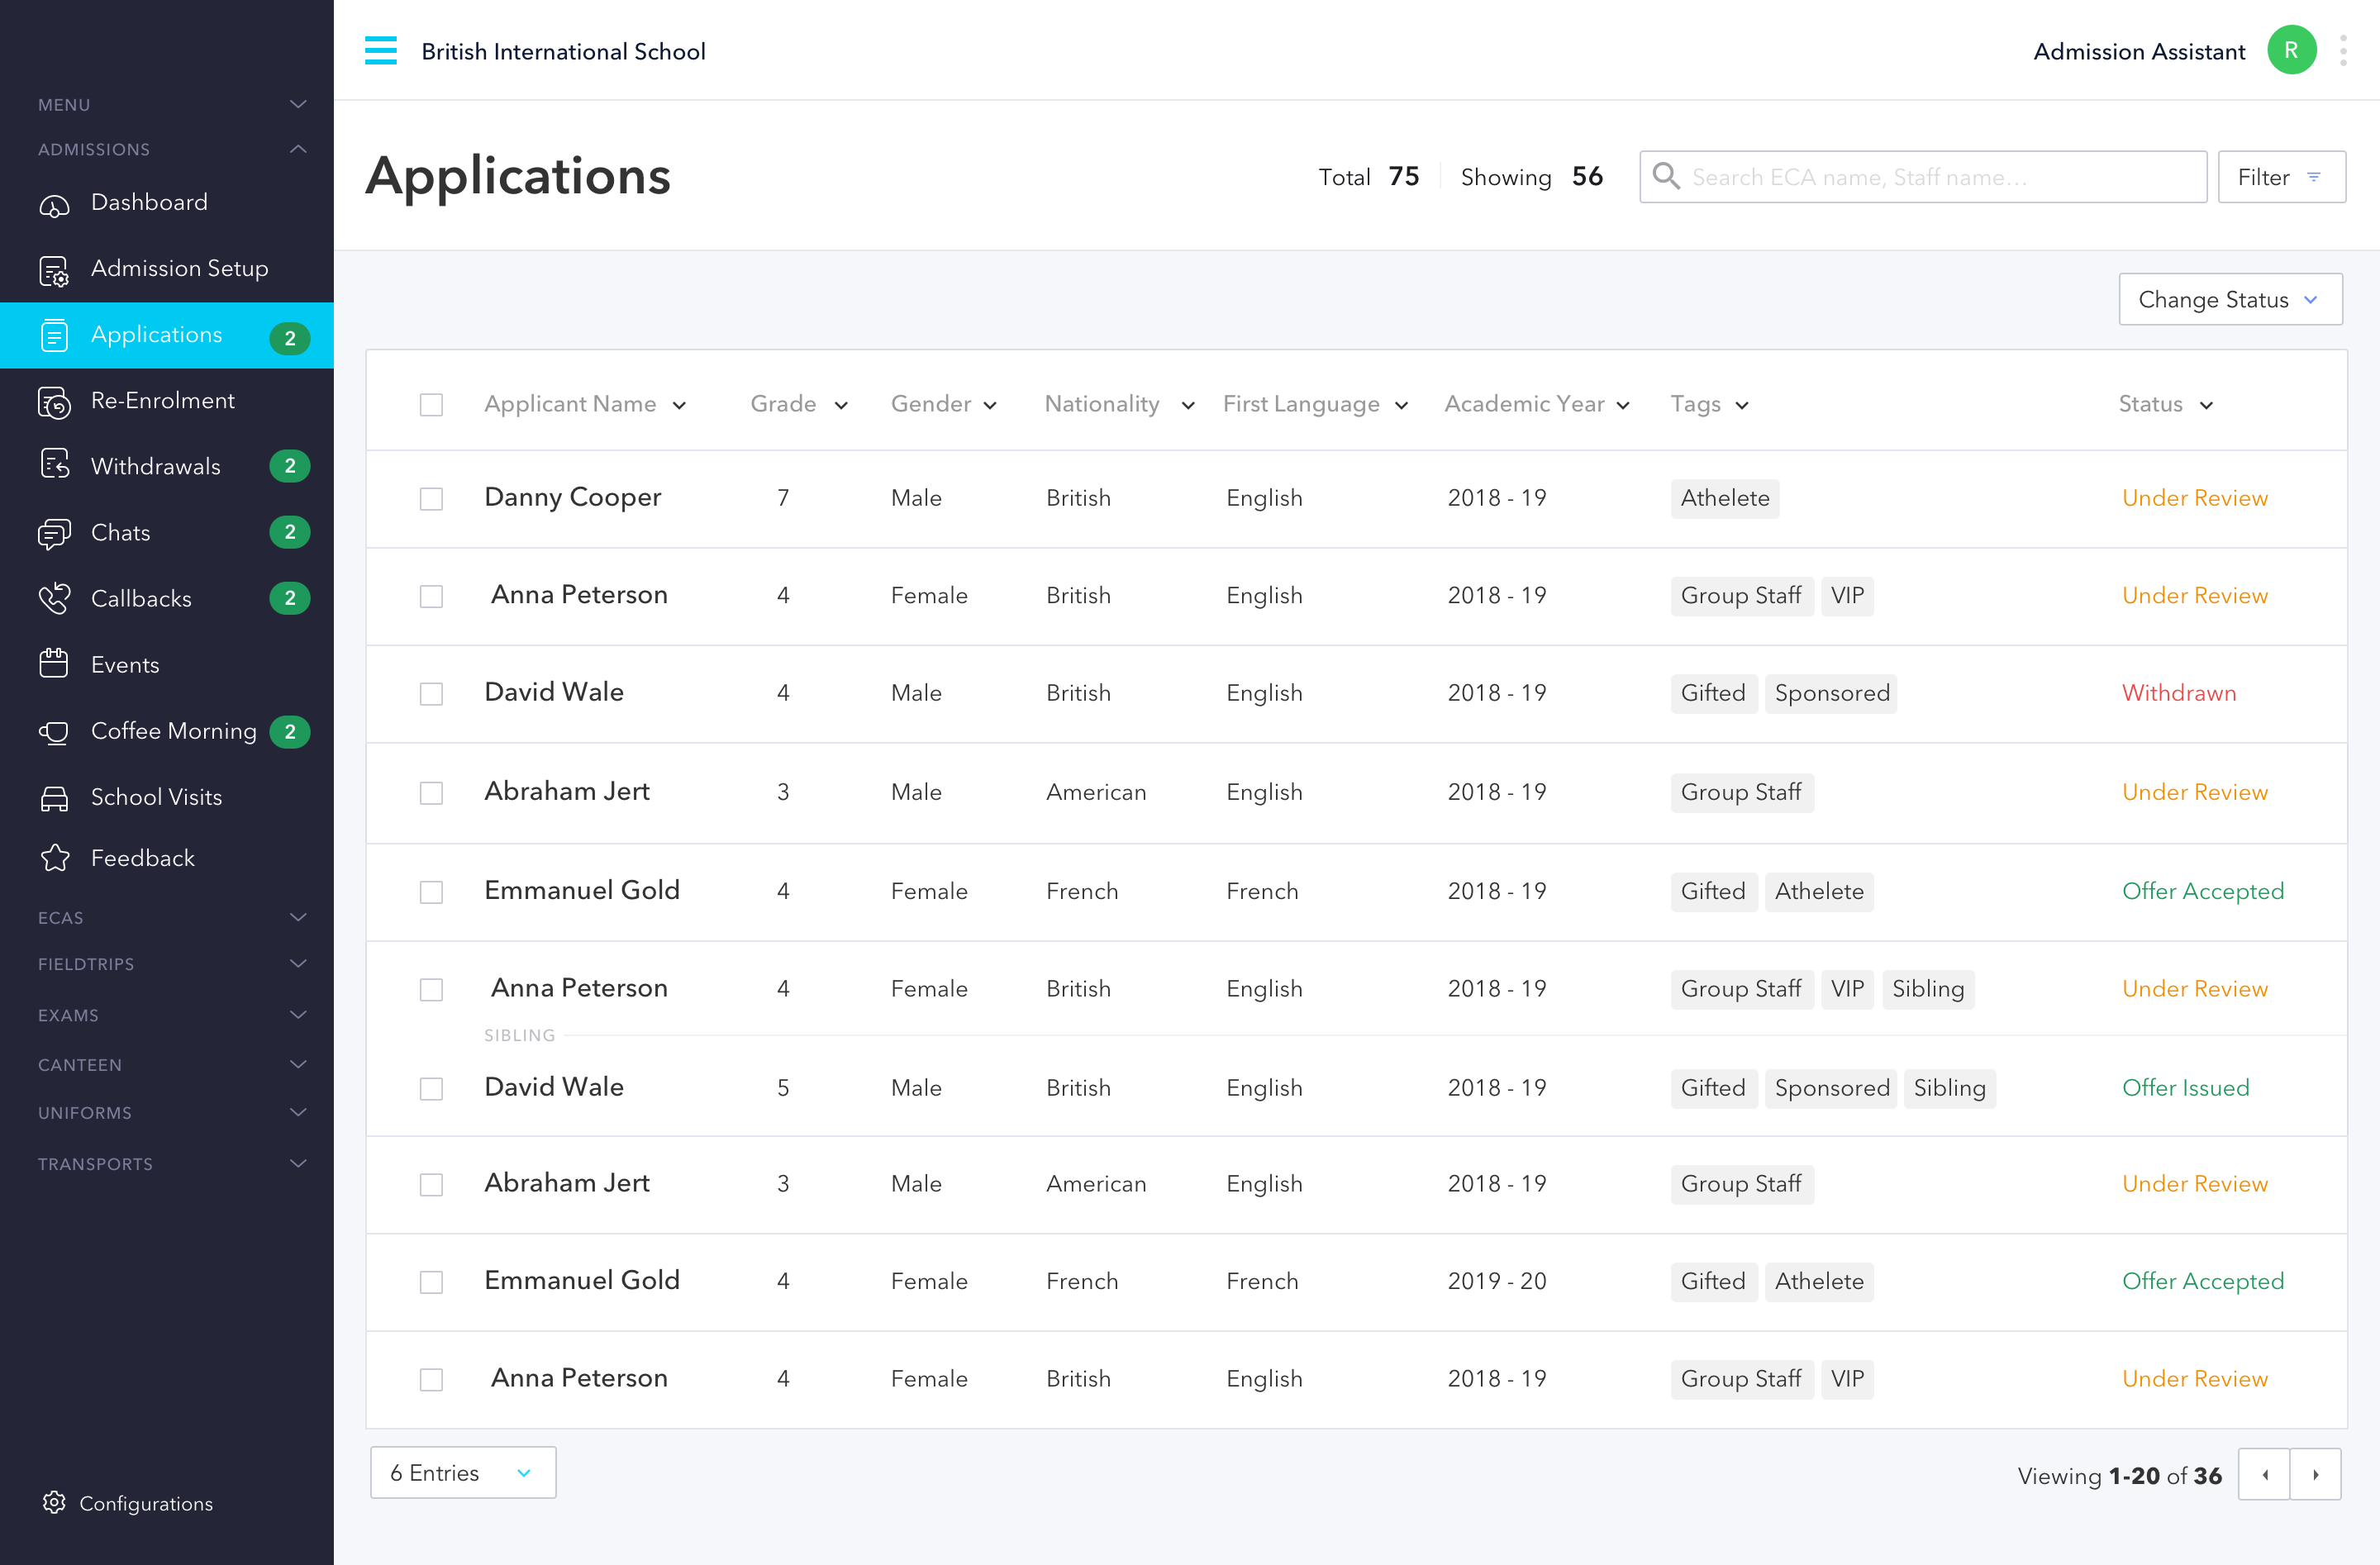 British International School
Admission Assistant R
MENU
ADMISSIONS
Dashboard
Admission Setup
Applications 2
Re-Enrolment
Withdrawals 2
Chats 2
Callbacks 2
Events
Coffee Morning 2
School Visits
Feedback
ECAS
FIELDTRIPS
EXAMS
CANTEEN
UNIFORMS
TRANSPORTS
Configurations
Applications
Total 75 Showing 56
Search ECA name, Staff name...
Filter
Change Status
Applicant Name Grade Gender Nationality First Language Academic Year Tags Status
Danny Cooper 7 Male British English 2018 - 19 Athelete Under Review
Anna Peterson 4 Female British English 2018 - 19 Group Staff VIP Under Review
David Wale 4 Male British English 2018 - 19 Gifted Sponsored Withdrawn
Abraham Jert 3 Male American English 2018 - 19 Group Staff Under Review
Emmanuel Gold 4 Female French French 2018 - 19 Gifted Athelete Offer Accepted
Anna Peterson 4 Female British English 2018 - 19 Group Staff VIP Sibling Under Review
SIBLING
David Wale 5 Male British English 2018 - 19 Gifted Sponsored Sibling Offer Issued
Abraham Jert 3 Male American English 2018 - 19 Group Staff Under Review
Emmanuel Gold 4 Female French French 2019 - 20 Gifted Athelete Offer Accepted
Anna Peterson 4 Female British English 2018 - 19 Group Staff VIP Under Review
6 Entries
Viewing 1-20 of 36